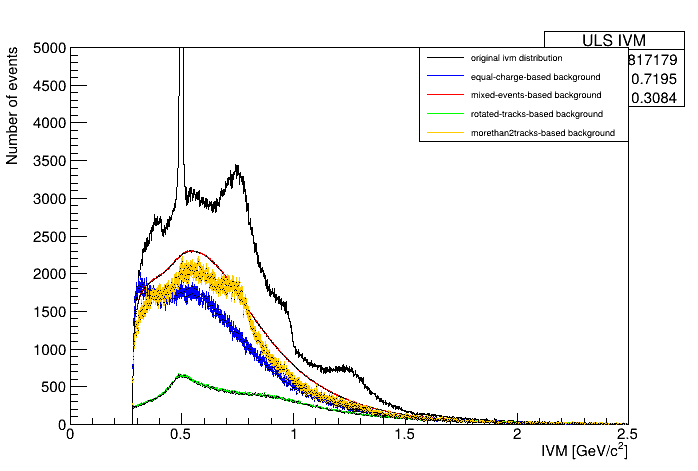 ULS IVM
817179
0.7195
0.3084
original ivm distribution
equal-charge-based background
mixed-events-based background
rotated-tracks-based background
morethan2tracks-based background
Number of events
5000
4500
4000
3500
3000
2500
2000
1500
1000
500
0
0 0.5 1 1.5 2 2.5
IVM [GeV/c²]